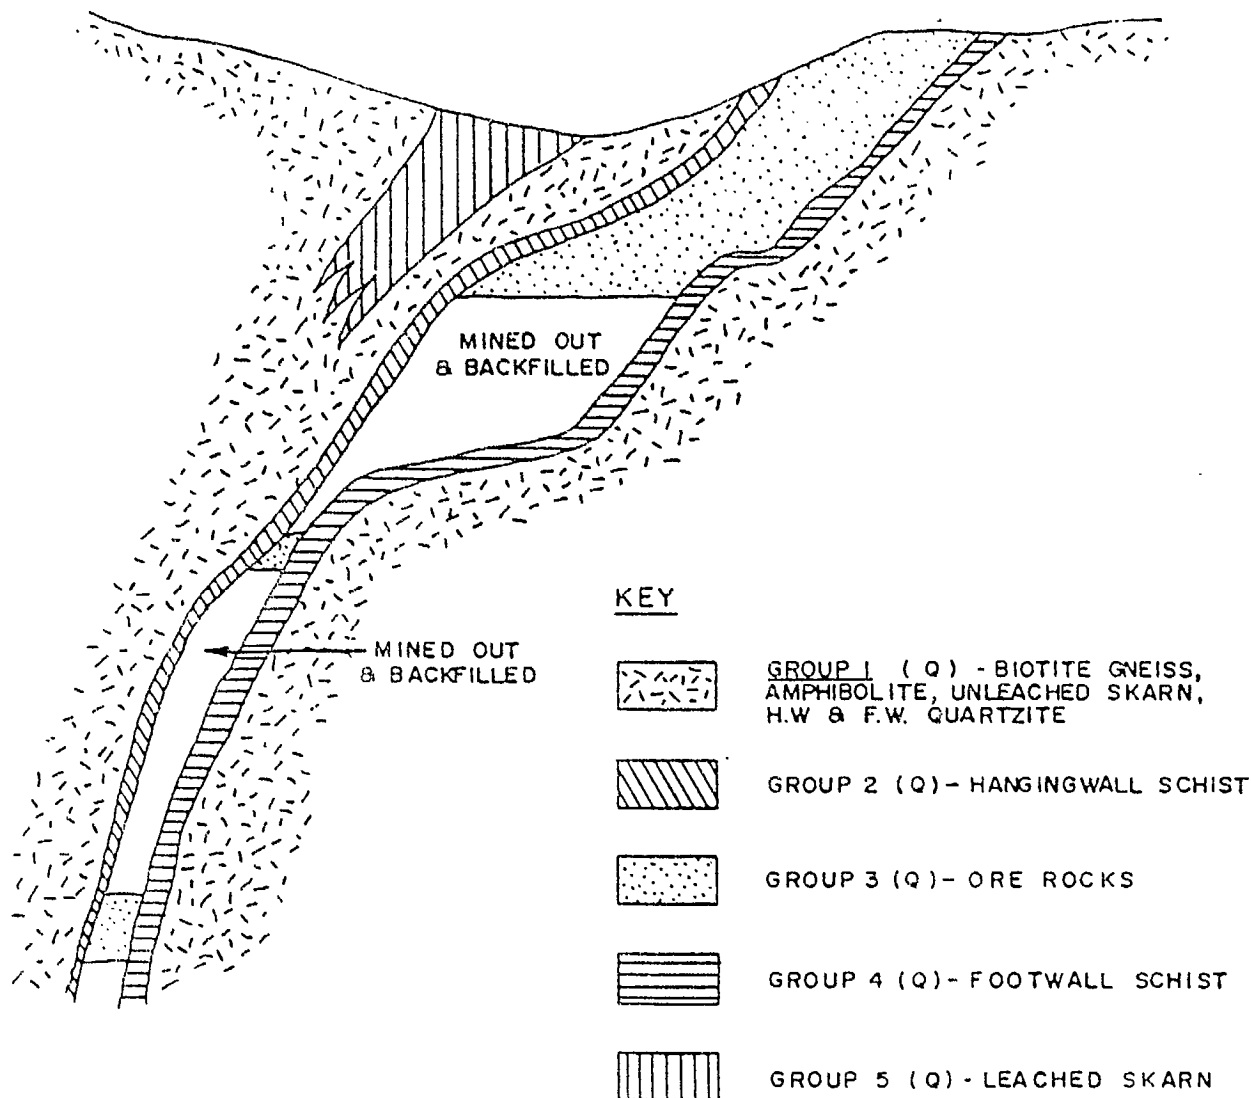 MINED OUT
& BACKFILLED
MINED OUT
& BACKFILLED
KEY
GROUP 1 (Q) - BIOTITE GNEISS,
AMPHIBOLITE, UNLEACHED SKARN,
H.W & F.W. QUARTZITE
GROUP 2 (Q) - HANGINGWALL SCHIST
GROUP 3 (Q) - ORE ROCKS
GROUP 4 (Q) - FOOTWALL SCHIST
GROUP 5 (Q) - LEACHED SKARN